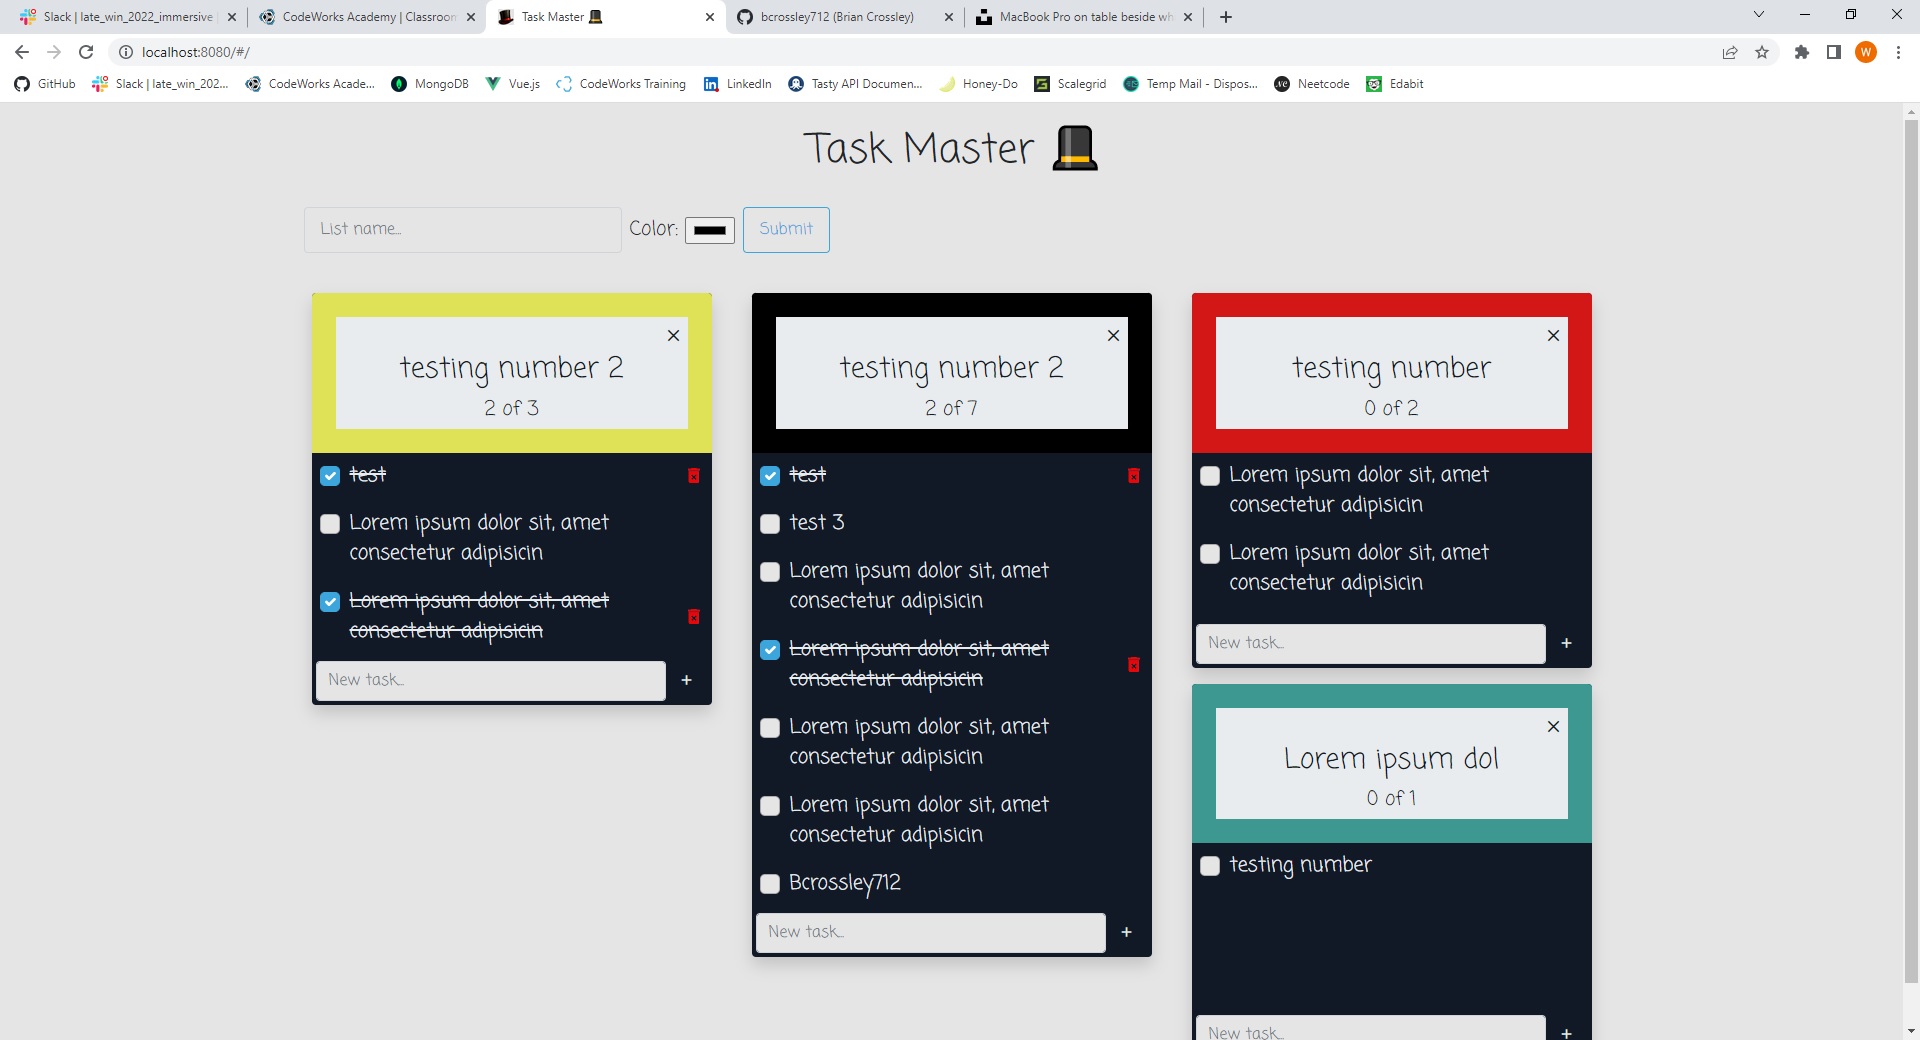 Slack | late_win_2022_immersive
CodeWorks Academy | Classroom
Task Master
bcrossley712 (Brian Crossley)
MacBook Pro on table beside wh
localhost:8080/#/
W
GitHub
Slack | late_win_202...
CodeWorks Acade...
MongoDB
Vue.js
CodeWorks Training
LinkedIn
Tasty API Documen...
Honey-Do
Scalegrid
Temp Mail - Dispos...
Neetcode
Edabit
Task Master
List name...
Color:
Submit
testing number 2
2 of 3
test
Lorem ipsum dolor sit, amet
consectetur adipisicin
Lorem ipsum dolor sit, amet
consectetur adipisicin
New task...
+
testing number 2
2 of 7
test
test 3
Lorem ipsum dolor sit, amet
consectetur adipisicin
Lorem ipsum dolor sit, amet
consectetur adipisicin
Lorem ipsum dolor sit, amet
consectetur adipisicin
Lorem ipsum dolor sit, amet
consectetur adipisicin
Bcrossley712
New task...
+
testing number
0 of 2
Lorem ipsum dolor sit, amet
consectetur adipisicin
Lorem ipsum dolor sit, amet
consectetur adipisicin
New task...
+
Lorem ipsum dol
0 of 1
testing number
New task...
+